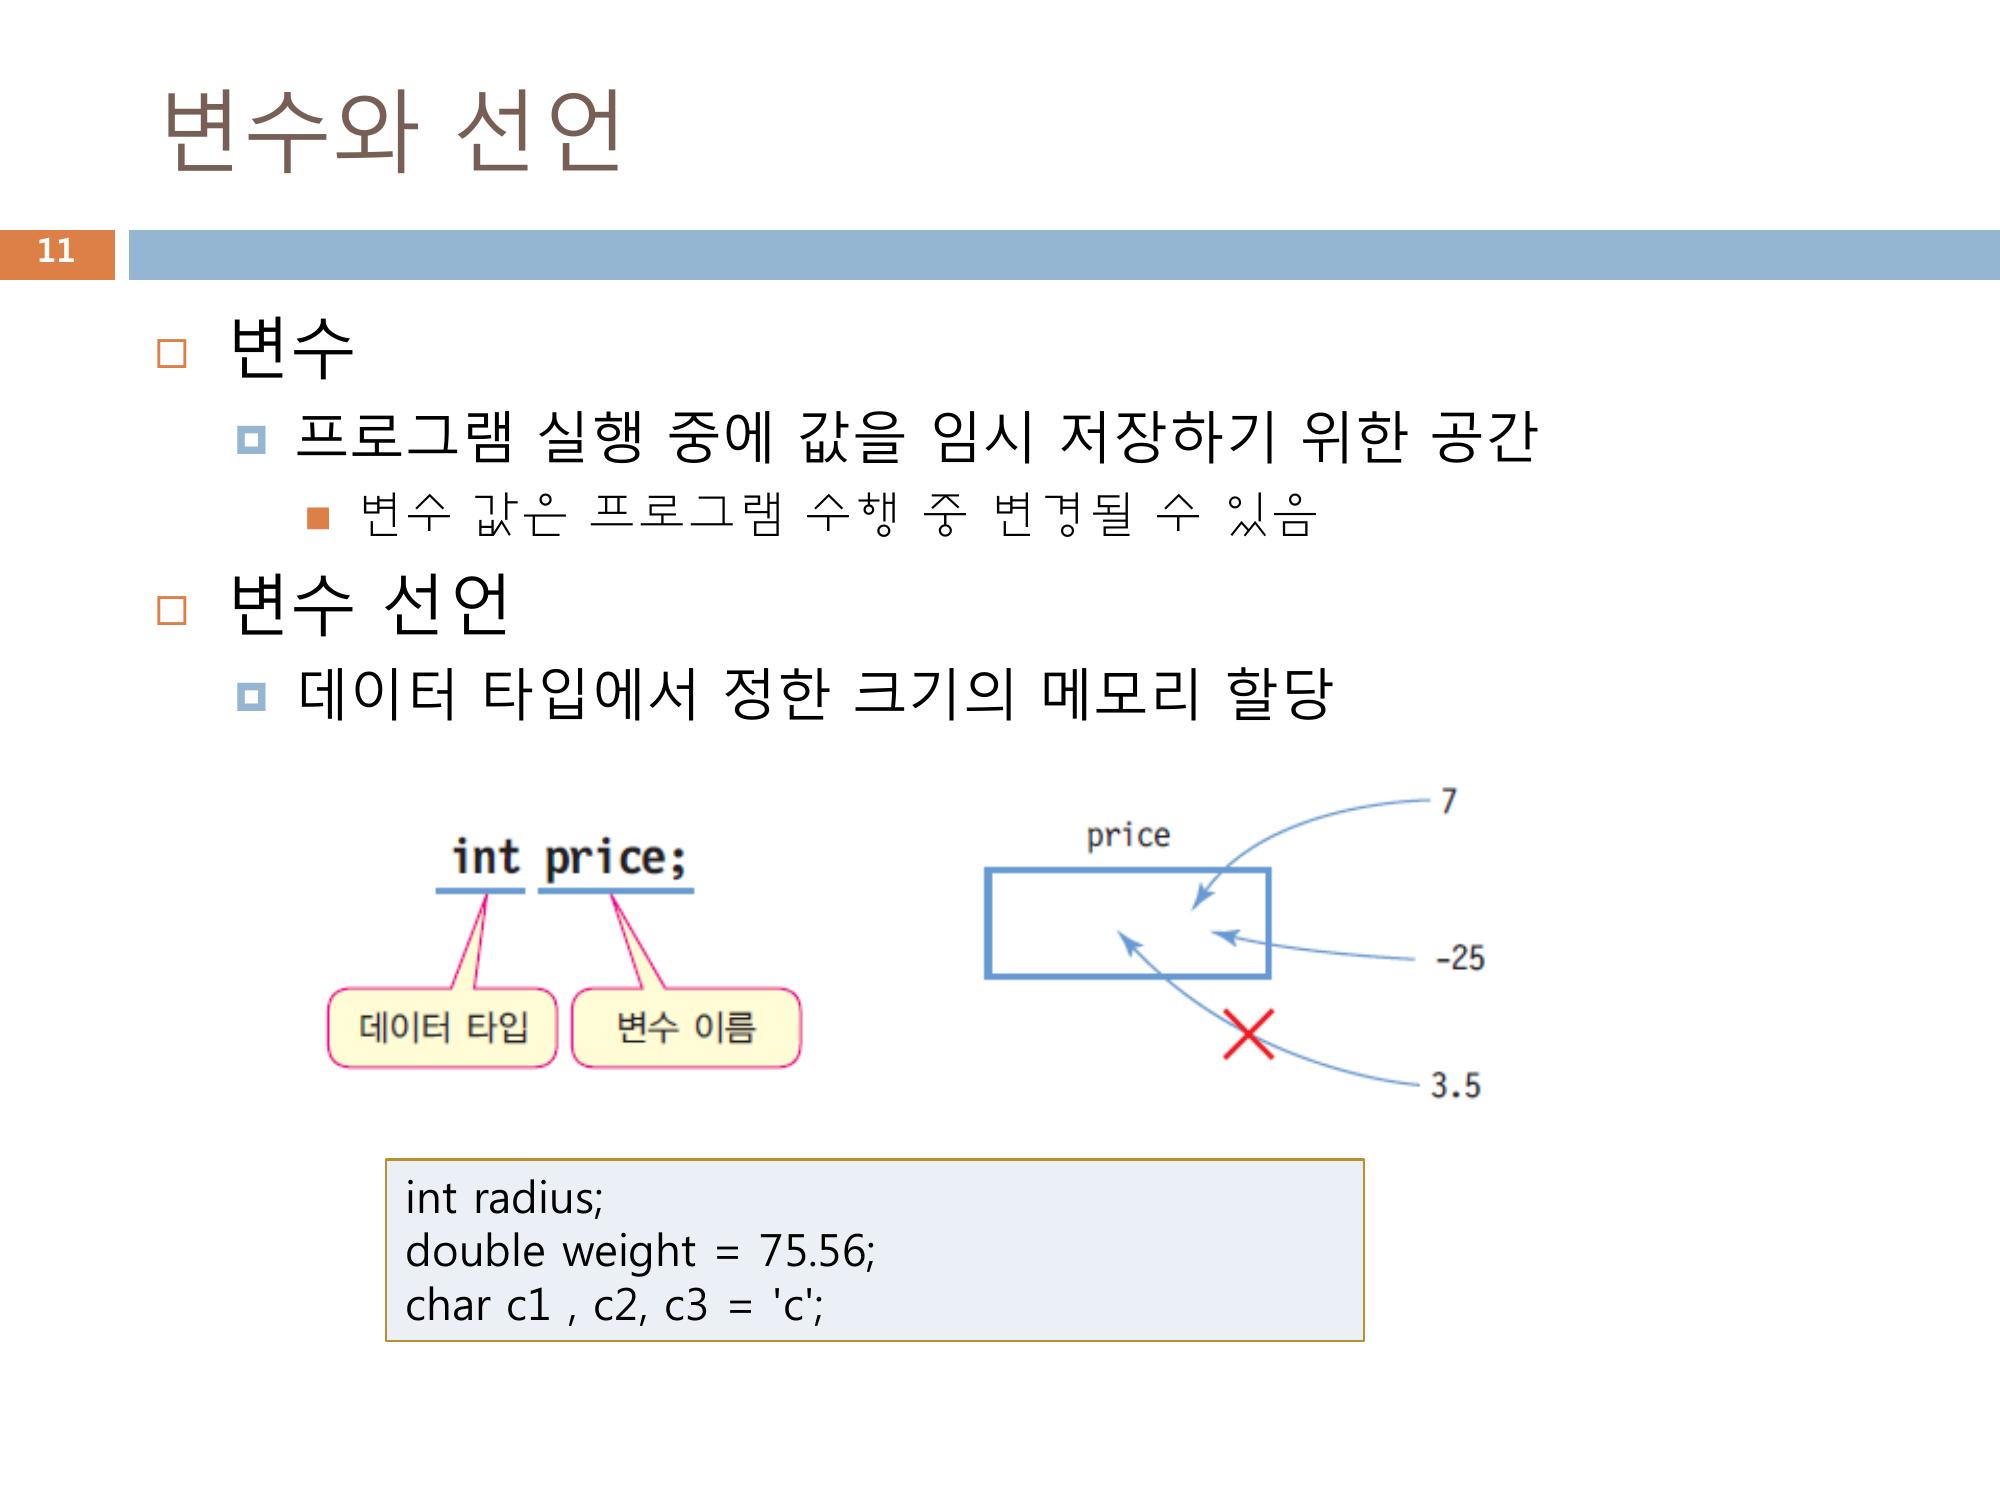 변수와 선언
11
변수
프로그램 실행 중에 값을 임시 저장하기 위한 공간
변수 값은 프로그램 수행 중 변경될 수 있음
변수 선언
데이터 타입에서 정한 크기의 메모리 할당
int price;
데이터 타입
변수 이름
price
7
-25
3.5
int radius;
double weight = 75.56;
char c1 , c2, c3 = 'c';